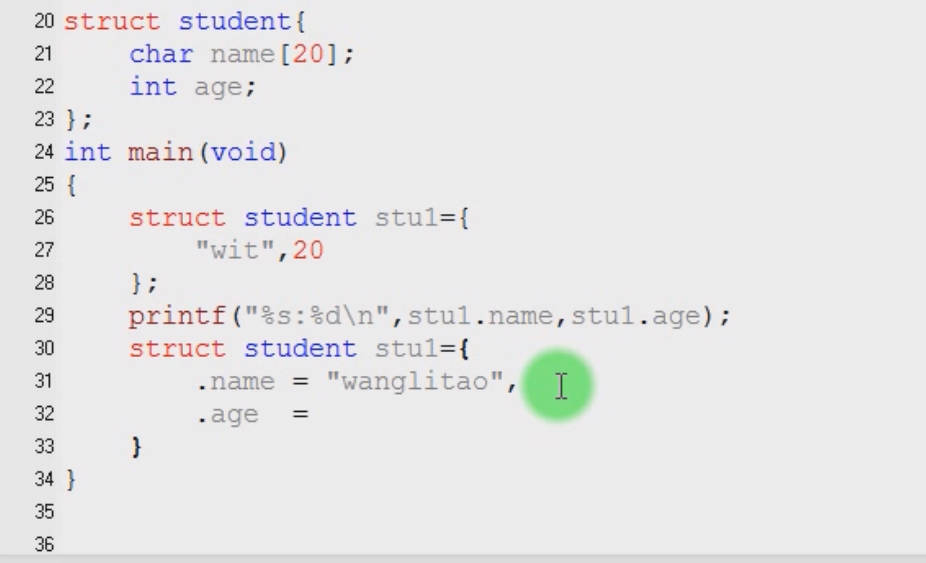 20 struct student{
21     char name[20];
22     int age;
23 };
24 int main(void)
25 {
26     struct student stu1={
27         "wit",20
28     };
29     printf("%s:%d\n",stu1.name,stu1.age);
30     struct student stu1={
31         .name = "wanglitao",
32         .age  =
33     }
34 }
35
36